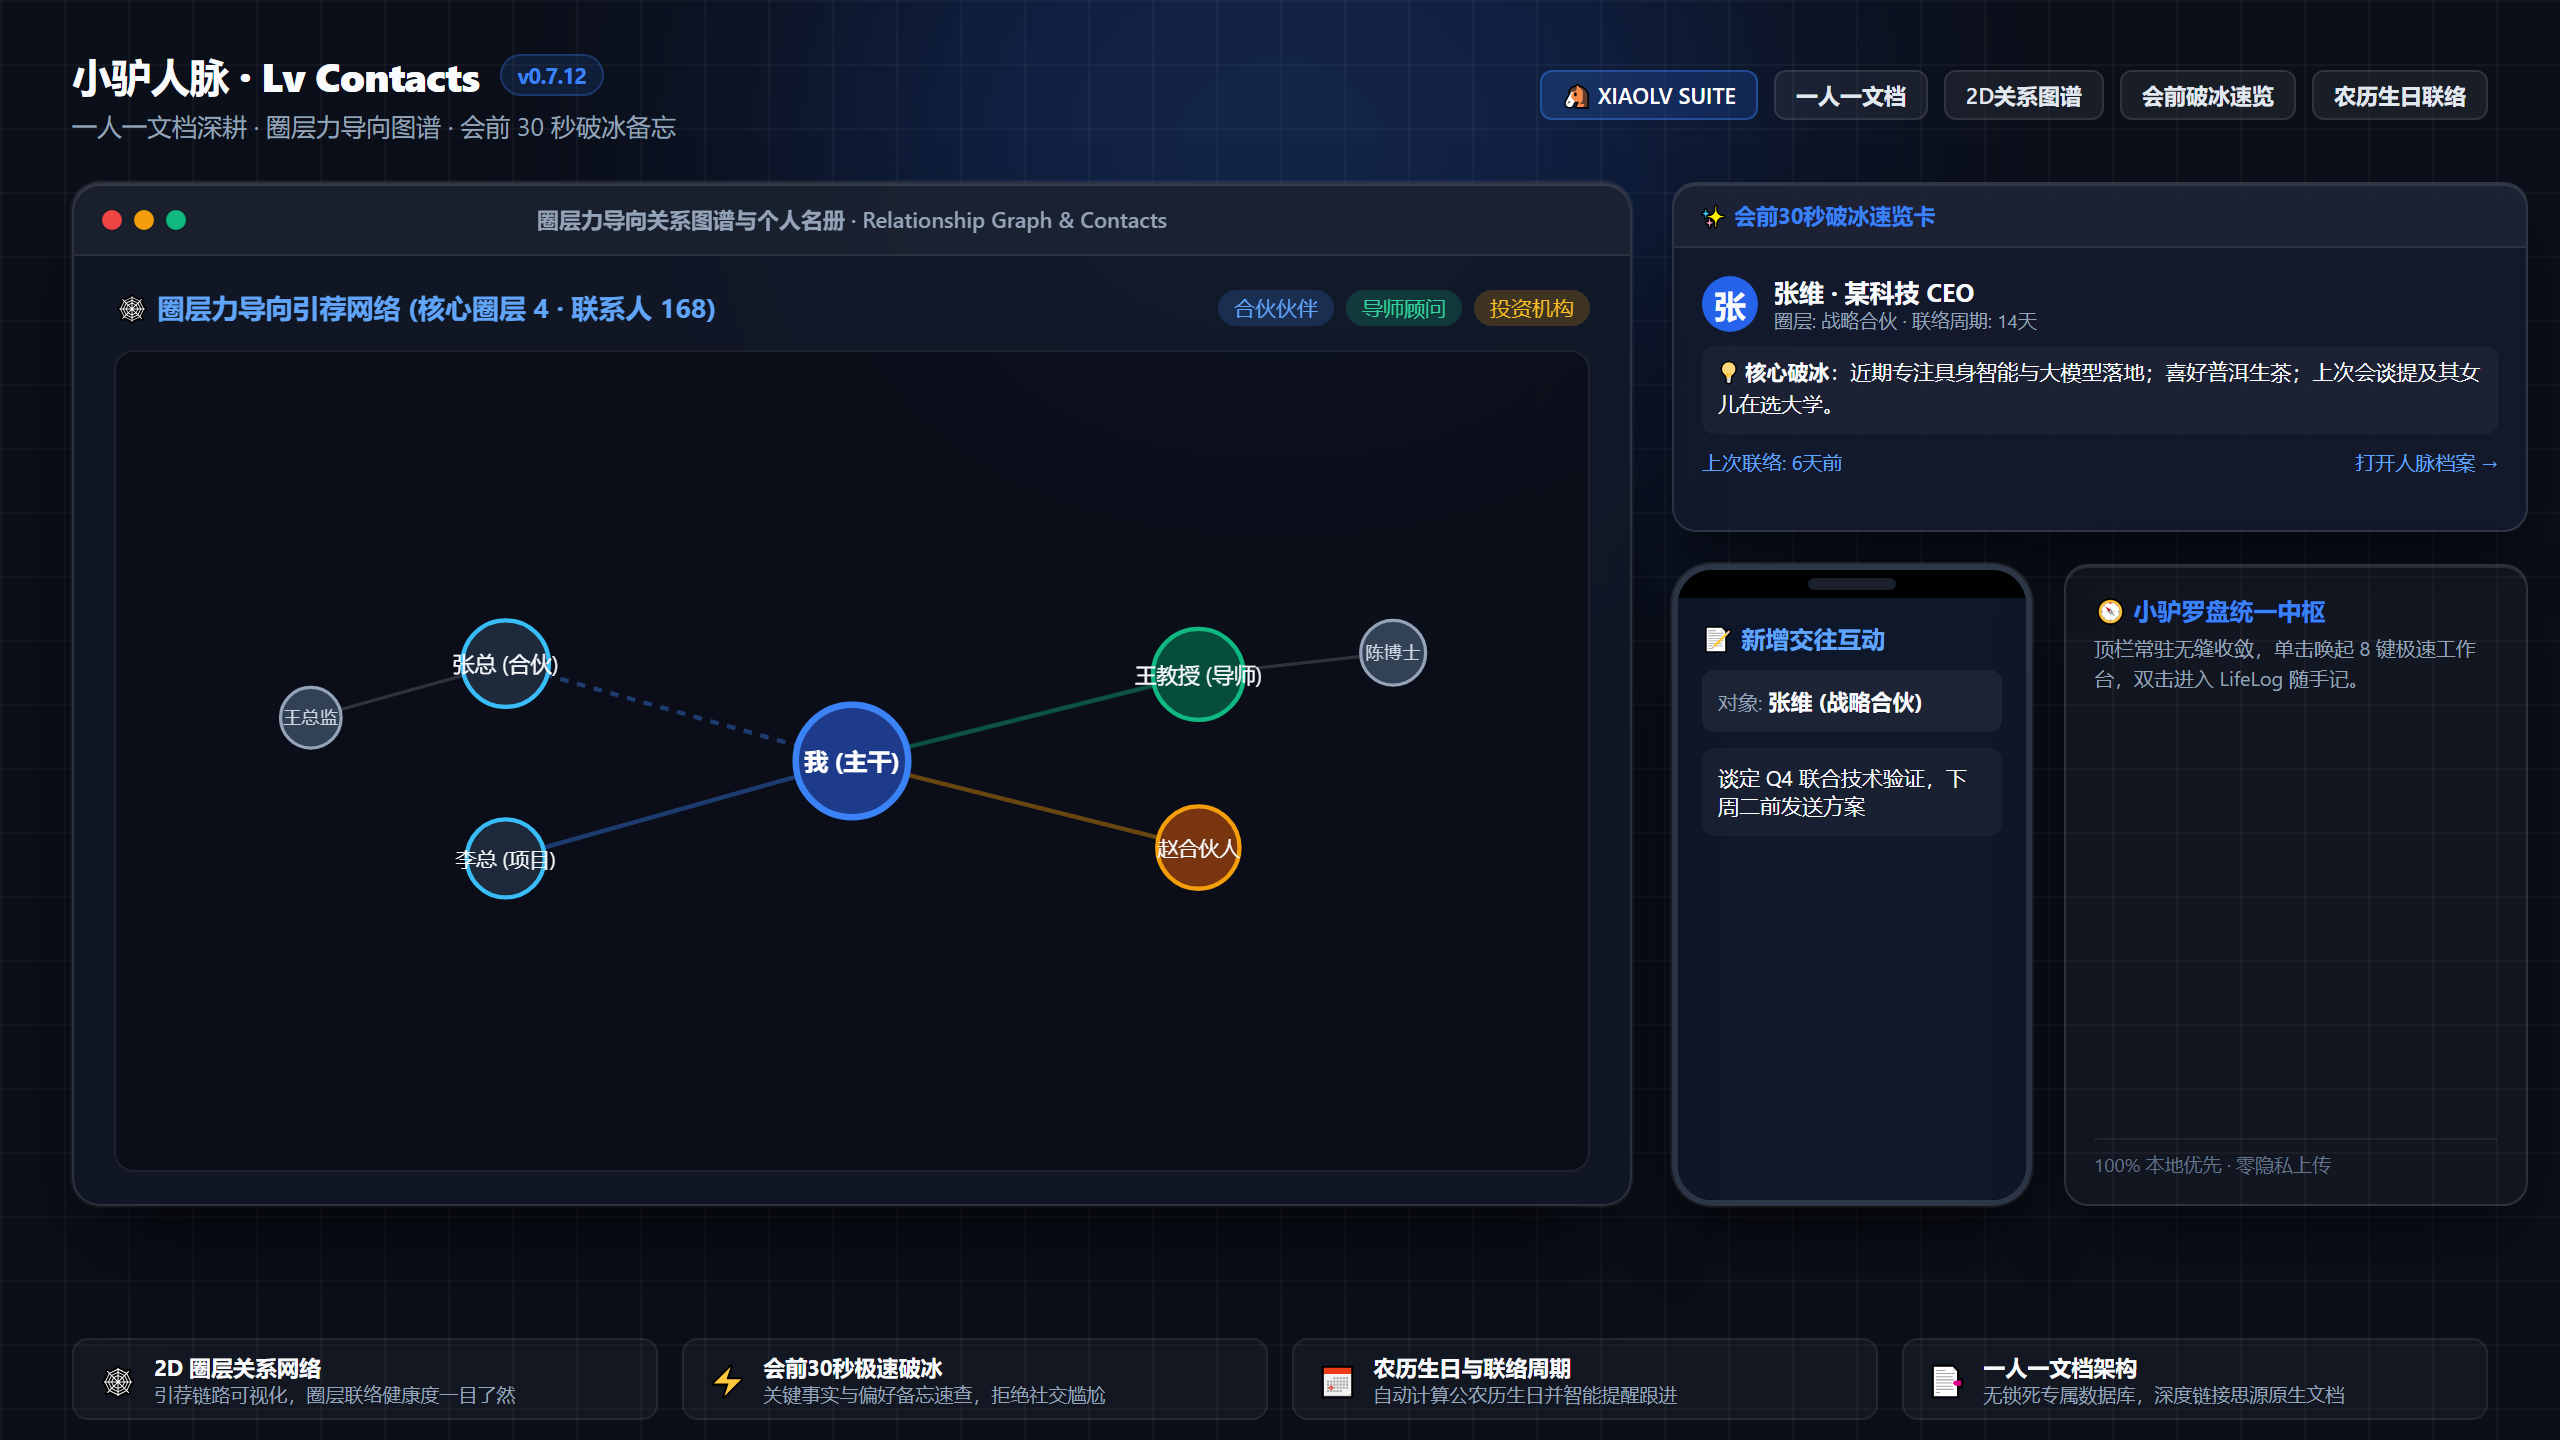 小驴人脉 · Lv Contacts
v0.7.12
一人一文档深耕 · 圈层力导向图谱 · 会前 30 秒破冰备忘
XIAOLV SUITE
一人一文档
2D关系图谱
会前破冰速览
农历生日联络
圈层力导向关系图谱与个人名册 · Relationship Graph & Contacts
圈层力导向引荐网络 (核心圈层 4 · 联系人 168)
合伙伙伴
导师顾问
投资机构
张总 (合伙)
王总监
李总 (项目)
我 (主干)
王教授 (导师)
陈博士
赵合伙人
会前30秒破冰速览卡
张
张维 · 某科技 CEO
圈层: 战略合伙 · 联络周期: 14天
核心破冰：近期专注具身智能与大模型落地；喜好普洱生茶；上次会谈提及其女
儿在选大学。
上次联络: 6天前
打开人脉档案 →
新增交往互动
对象: 张维 (战略合伙)
谈定 Q4 联合技术验证，下
周二前发送方案
小驴罗盘统一中枢
顶栏常驻无缝收敛，单击唤起 8 键极速工作
台，双击进入 LifeLog 随手记。
100% 本地优先 · 零隐私上传
2D 圈层关系网络
引荐链路可视化，圈层联络健康度一目了然
会前30秒极速破冰
关键事实与偏好备忘速查，拒绝社交尴尬
农历生日与联络周期
自动计算公农历生日并智能提醒跟进
一人一文档架构
无锁死专属数据库，深度链接思源原生文档